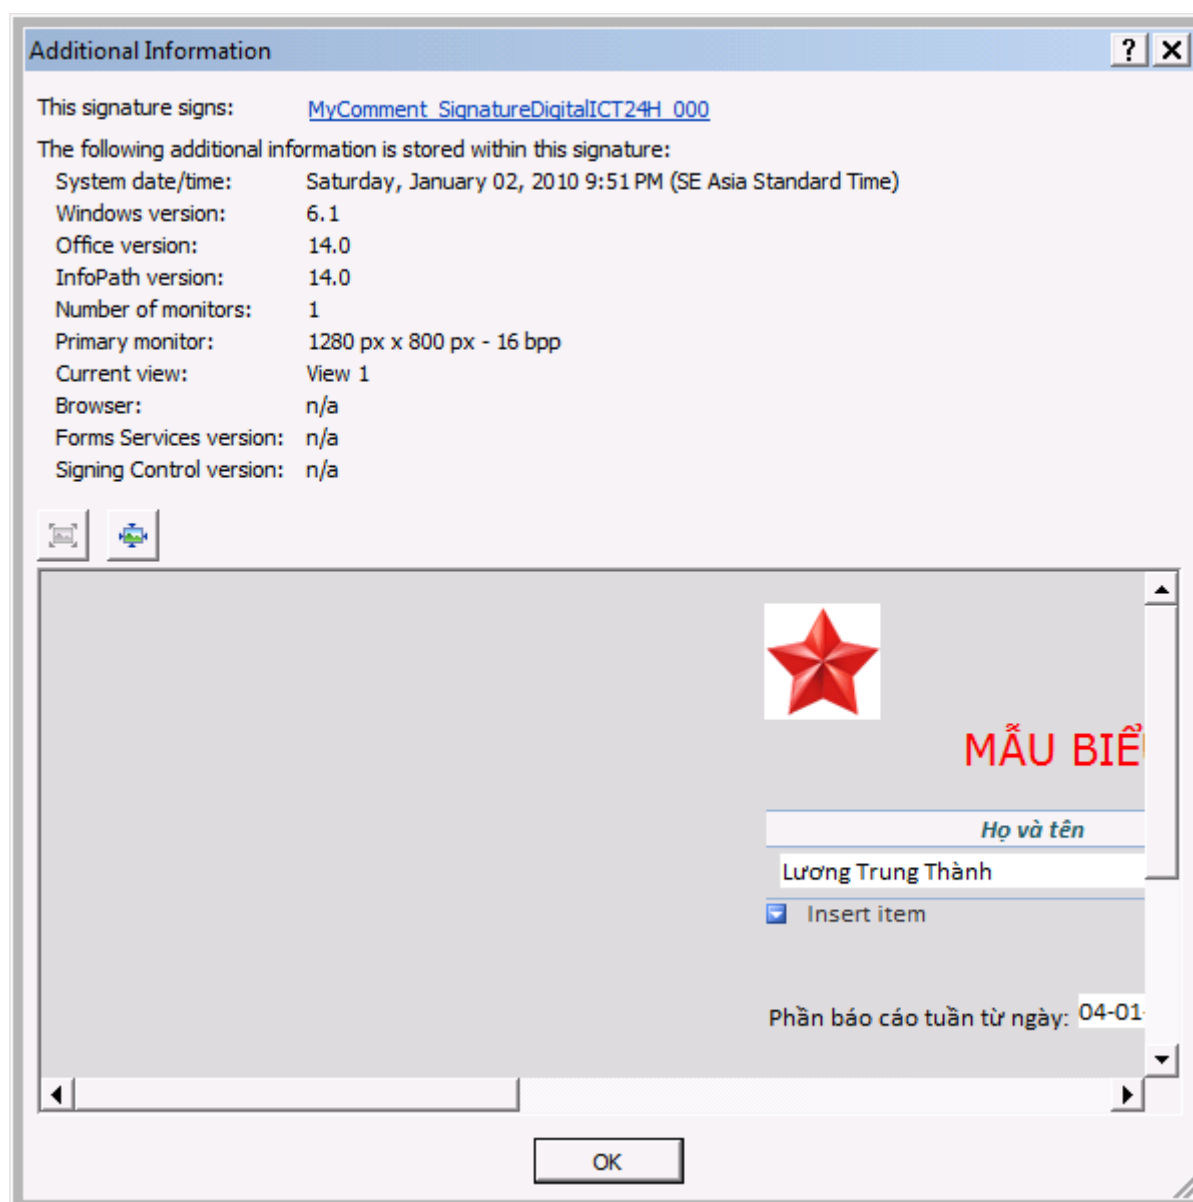 Additional Information
This signature signs: MyComment_SignatureDigitalICT24H_000
The following additional information is stored within this signature:
System date/time: Saturday, January 02, 2010 9:51 PM (SE Asia Standard Time)
Windows version: 6.1
Office version: 14.0
InfoPath version: 14.0
Number of monitors: 1
Primary monitor: 1280 px x 800 px - 16 bpp
Current view: View 1
Browser: n/a
Forms Services version: n/a
Signing Control version: n/a
MẪU BIỂ
Họ và tên
Lương Trung Thành
Insert item
Phần báo cáo tuần từ ngày: 04-01-
OK